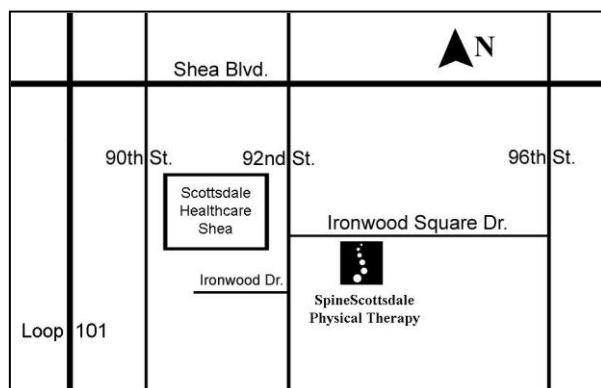 N
Shea Blvd.
90th St.
92nd St.
96th St.
Scottsdale
Healthcare
Shea
Ironwood Square Dr.
Ironwood Dr.
SpineScottsdale
Physical Therapy
Loop 101